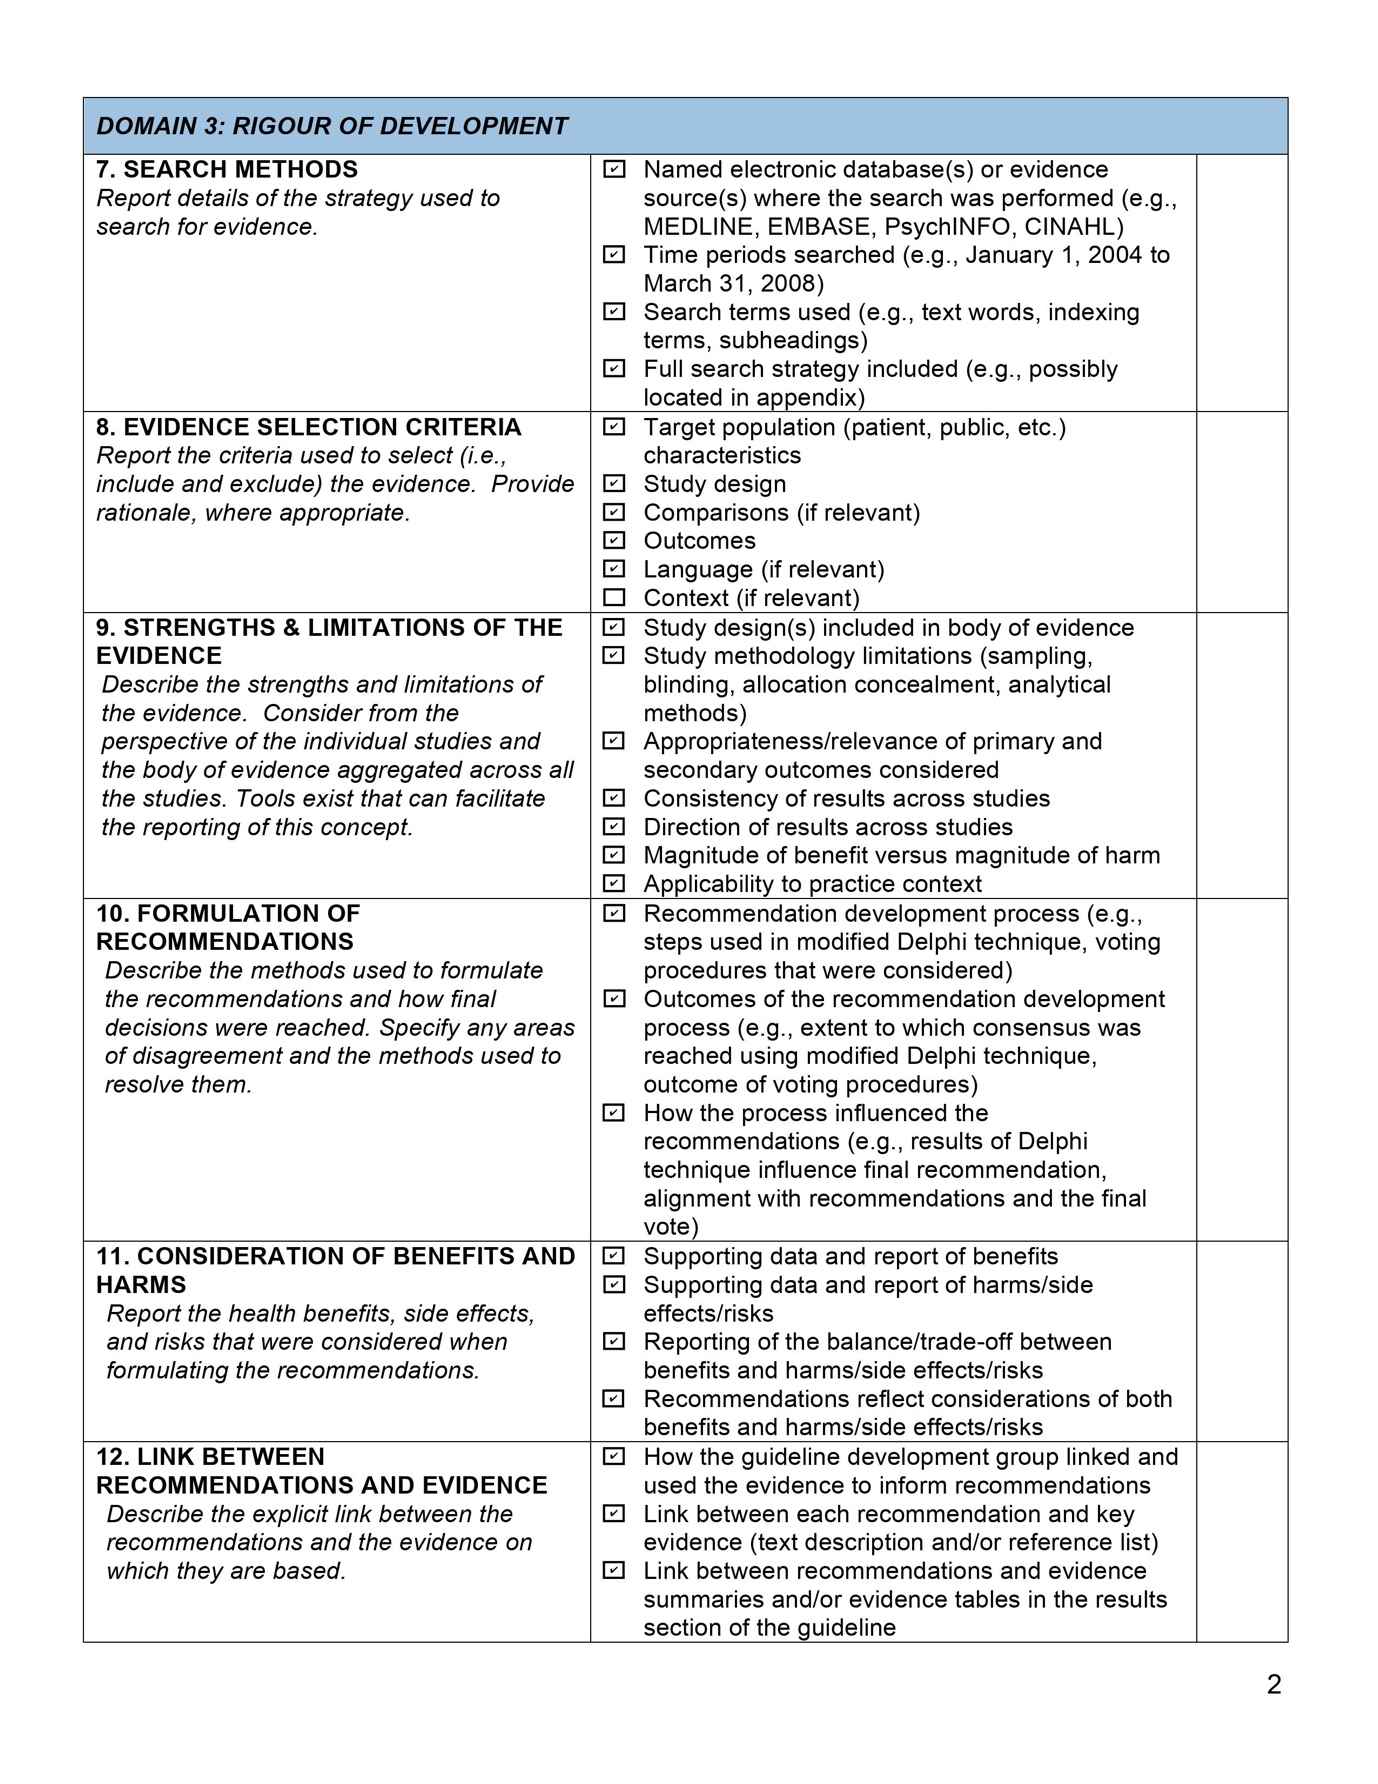 DOMAIN 3: RIGOUR OF DEVELOPMENT
7. SEARCH METHODS
Report details of the strategy used to
search for evidence.
☑ Named electronic database(s) or evidence
source(s) where the search was performed (e.g.,
MEDLINE, EMBASE, PsychINFO, CINAHL)
☑ Time periods searched (e.g., January 1, 2004 to
March 31, 2008)
☑ Search terms used (e.g., text words, indexing
terms, subheadings)
☑ Full search strategy included (e.g., possibly
located in appendix)
8. EVIDENCE SELECTION CRITERIA
Report the criteria used to select (i.e.,
include and exclude) the evidence.  Provide
rationale, where appropriate.
☑ Target population (patient, public, etc.)
characteristics
☑ Study design
☑ Comparisons (if relevant)
☑ Outcomes
☑ Language (if relevant)
☐ Context (if relevant)
9. STRENGTHS & LIMITATIONS OF THE
EVIDENCE
Describe the strengths and limitations of
the evidence.  Consider from the
perspective of the individual studies and
the body of evidence aggregated across all
the studies. Tools exist that can facilitate
the reporting of this concept.
☑ Study design(s) included in body of evidence
☑ Study methodology limitations (sampling,
blinding, allocation concealment, analytical
methods)
☑ Appropriateness/relevance of primary and
secondary outcomes considered
☑ Consistency of results across studies
☑ Direction of results across studies
☑ Magnitude of benefit versus magnitude of harm
☑ Applicability to practice context
10. FORMULATION OF
RECOMMENDATIONS
Describe the methods used to formulate
the recommendations and how final
decisions were reached. Specify any areas
of disagreement and the methods used to
resolve them.
☑ Recommendation development process (e.g.,
steps used in modified Delphi technique, voting
procedures that were considered)
☑ Outcomes of the recommendation development
process (e.g., extent to which consensus was
reached using modified Delphi technique,
outcome of voting procedures)
☑ How the process influenced the
recommendations (e.g., results of Delphi
technique influence final recommendation,
alignment with recommendations and the final
vote)
11. CONSIDERATION OF BENEFITS AND
HARMS
Report the health benefits, side effects,
and risks that were considered when
formulating the recommendations.
☑ Supporting data and report of benefits
☑ Supporting data and report of harms/side
effects/risks
☑ Reporting of the balance/trade-off between
benefits and harms/side effects/risks
☑ Recommendations reflect considerations of both
benefits and harms/side effects/risks
12. LINK BETWEEN
RECOMMENDATIONS AND EVIDENCE
Describe the explicit link between the
recommendations and the evidence on
which they are based.
☑ How the guideline development group linked and
used the evidence to inform recommendations
☑ Link between each recommendation and key
evidence (text description and/or reference list)
☑ Link between recommendations and evidence
summaries and/or evidence tables in the results
section of the guideline
2